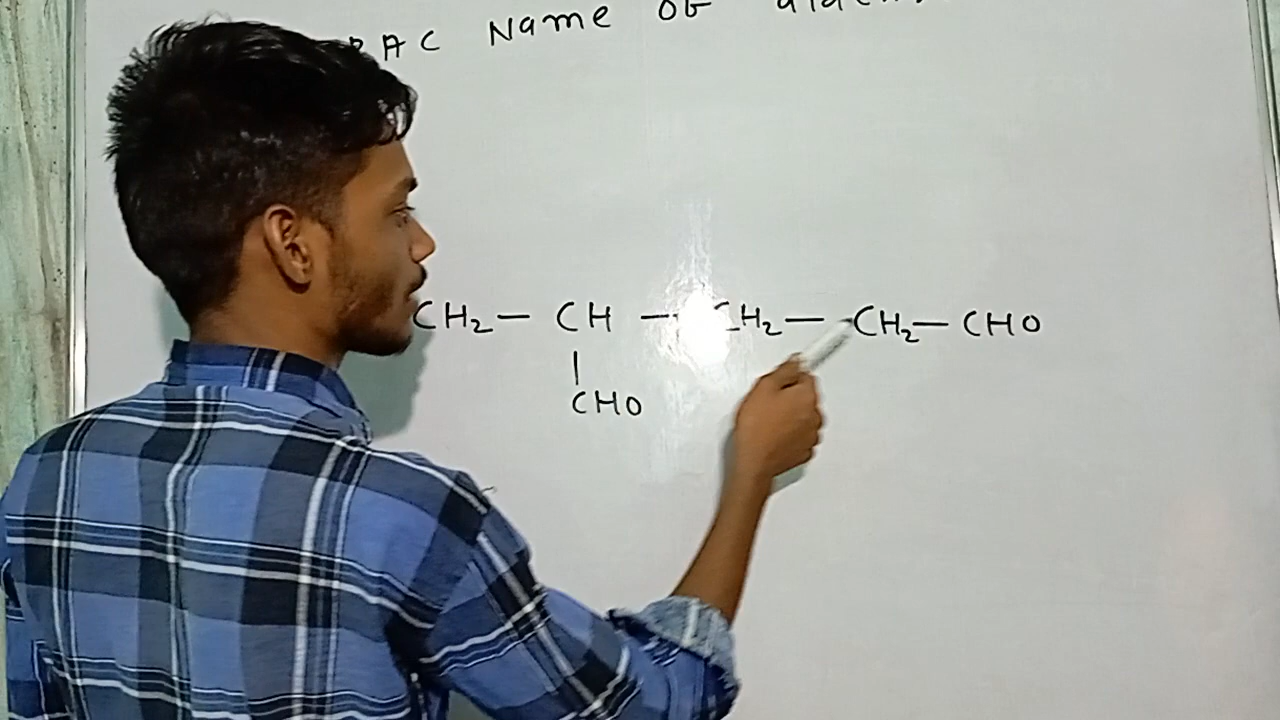 Name Of
CH₂ — CH — CH₂ — CH₂ — CHO
|
CHO